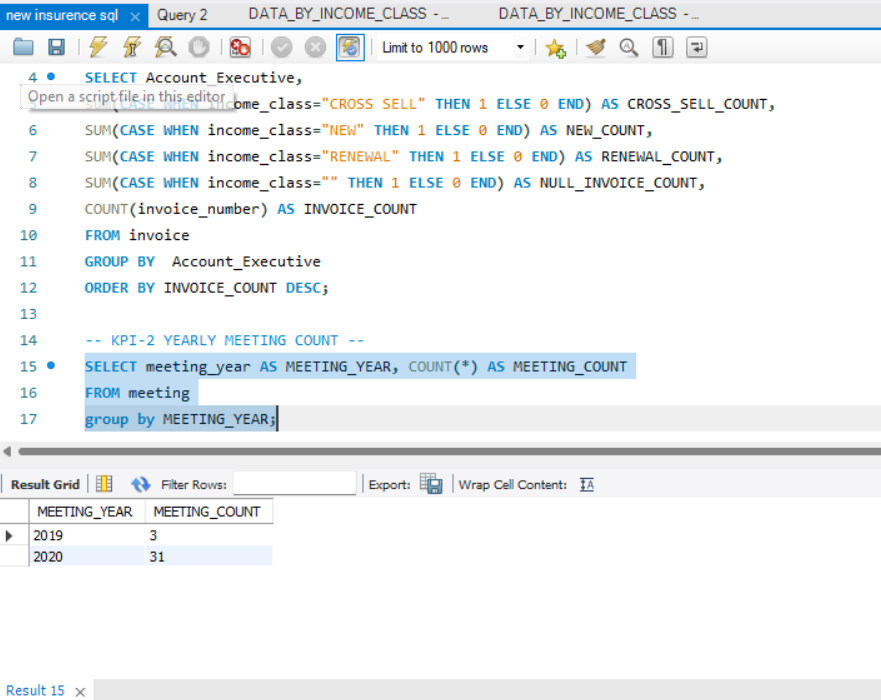 new insurence sql Query 2 DATA_BY_INCOME_CLASS -... DATA_BY_INCOME_CLASS -...
Limit to 1000 rows
4 SELECT Account_Executive,
Open a script file in this editor
ome_class="CROSS SELL" THEN 1 ELSE 0 END) AS CROSS_SELL_COUNT,
6 SUM(CASE WHEN income_class="NEW" THEN 1 ELSE 0 END) AS NEW_COUNT,
7 SUM(CASE WHEN income_class="RENEWAL" THEN 1 ELSE 0 END) AS RENEWAL_COUNT,
8 SUM(CASE WHEN income_class="" THEN 1 ELSE 0 END) AS NULL_INVOICE_COUNT,
9 COUNT(invoice_number) AS INVOICE_COUNT
10 FROM invoice
11 GROUP BY Account_Executive
12 ORDER BY INVOICE_COUNT DESC;
13
14 -- KPI-2 YEARLY MEETING COUNT --
15 SELECT meeting_year AS MEETING_YEAR, COUNT(*) AS MEETING_COUNT
16 FROM meeting
17 group by MEETING_YEAR;
Result Grid Filter Rows: Export: Wrap Cell Content: IA
MEETING_YEAR MEETING_COUNT
2019 3
2020 31
Result 15